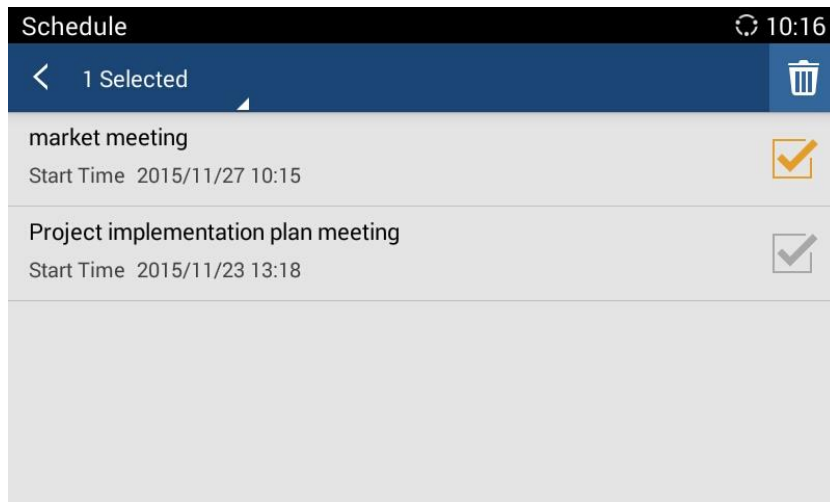 Schedule 10:16
1 Selected
market meeting
Start Time 2015/11/27 10:15
Project implementation plan meeting
Start Time 2015/11/23 13:18